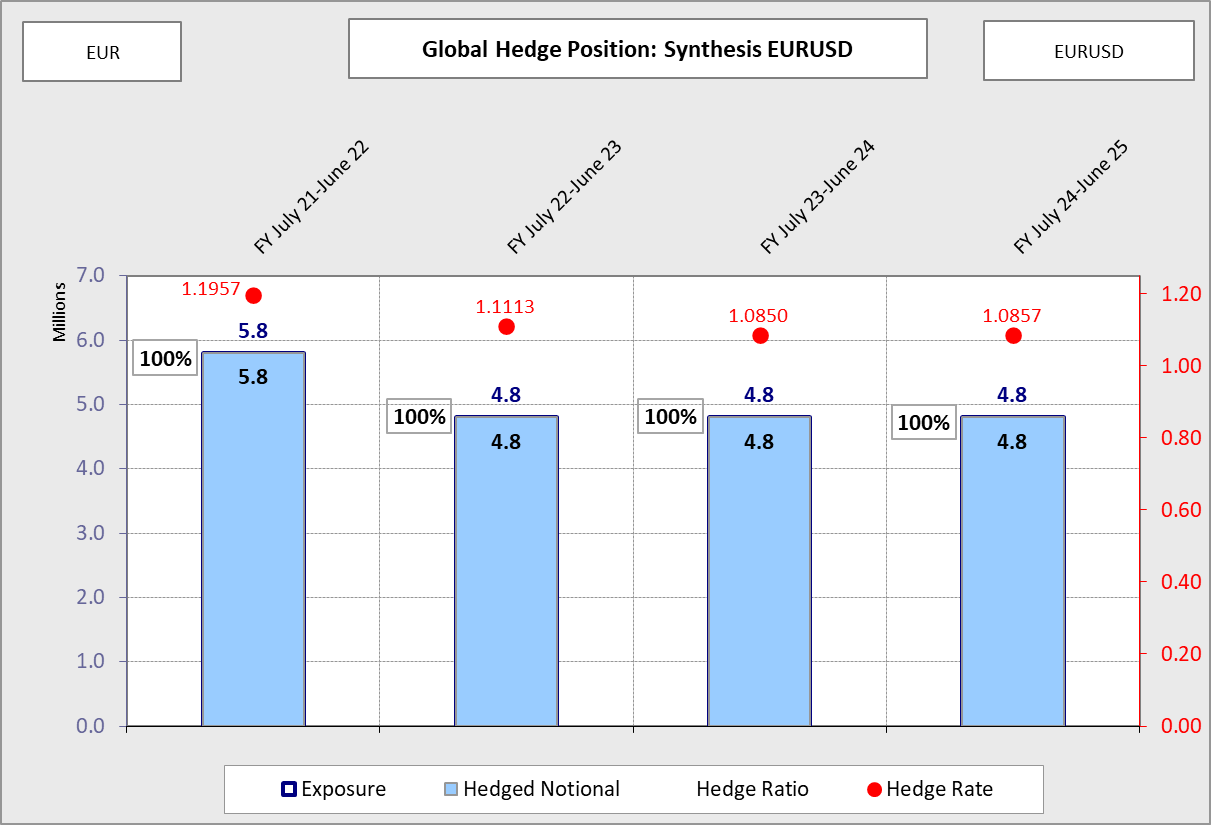 EUR
Global Hedge Position: Synthesis EURUSD
EURUSD
FY July 21-June 22
FY July 22-June 23
FY July 23-June 24
FY July 24-June 25
Millions
7.0
6.0
5.0
4.0
3.0
2.0
1.0
0.0
1.1957
1.1113
1.0850
1.0857
5.8
4.8
4.8
4.8
100%
100%
100%
100%
5.8
4.8
4.8
4.8
1.20
1.00
0.80
0.60
0.40
0.20
0.00
Exposure
Hedged Notional
Hedge Ratio
Hedge Rate